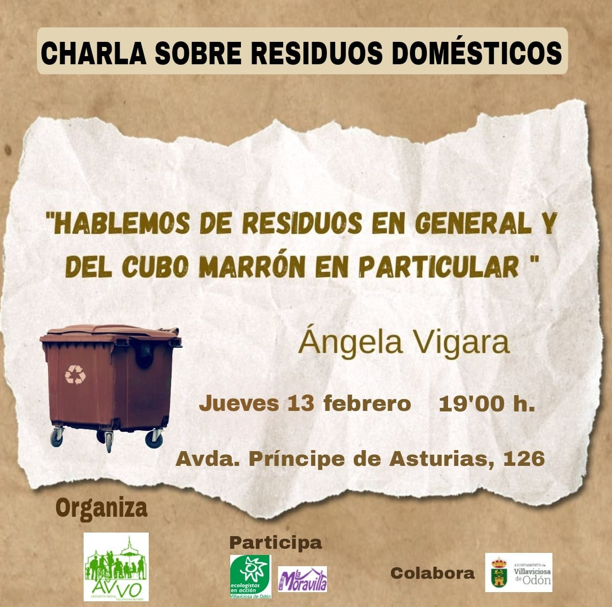 CHARLA SOBRE RESIDUOS DOMÉSTICOS
"HABLEMOS DE RESIDUOS EN GENERAL Y
DEL CUBO MARRÓN EN PARTICULAR "
Ángela Vigara
Jueves 13 febrero 19'00 h.
Avda. Príncipe de Asturias, 126
Organiza
AVVO
Participa
ecologistas
en acción
Villaviciosa de Odón
la Moravilla
Colabora
AYUNTAMIENTO DE
Villaviciosa
de Odón